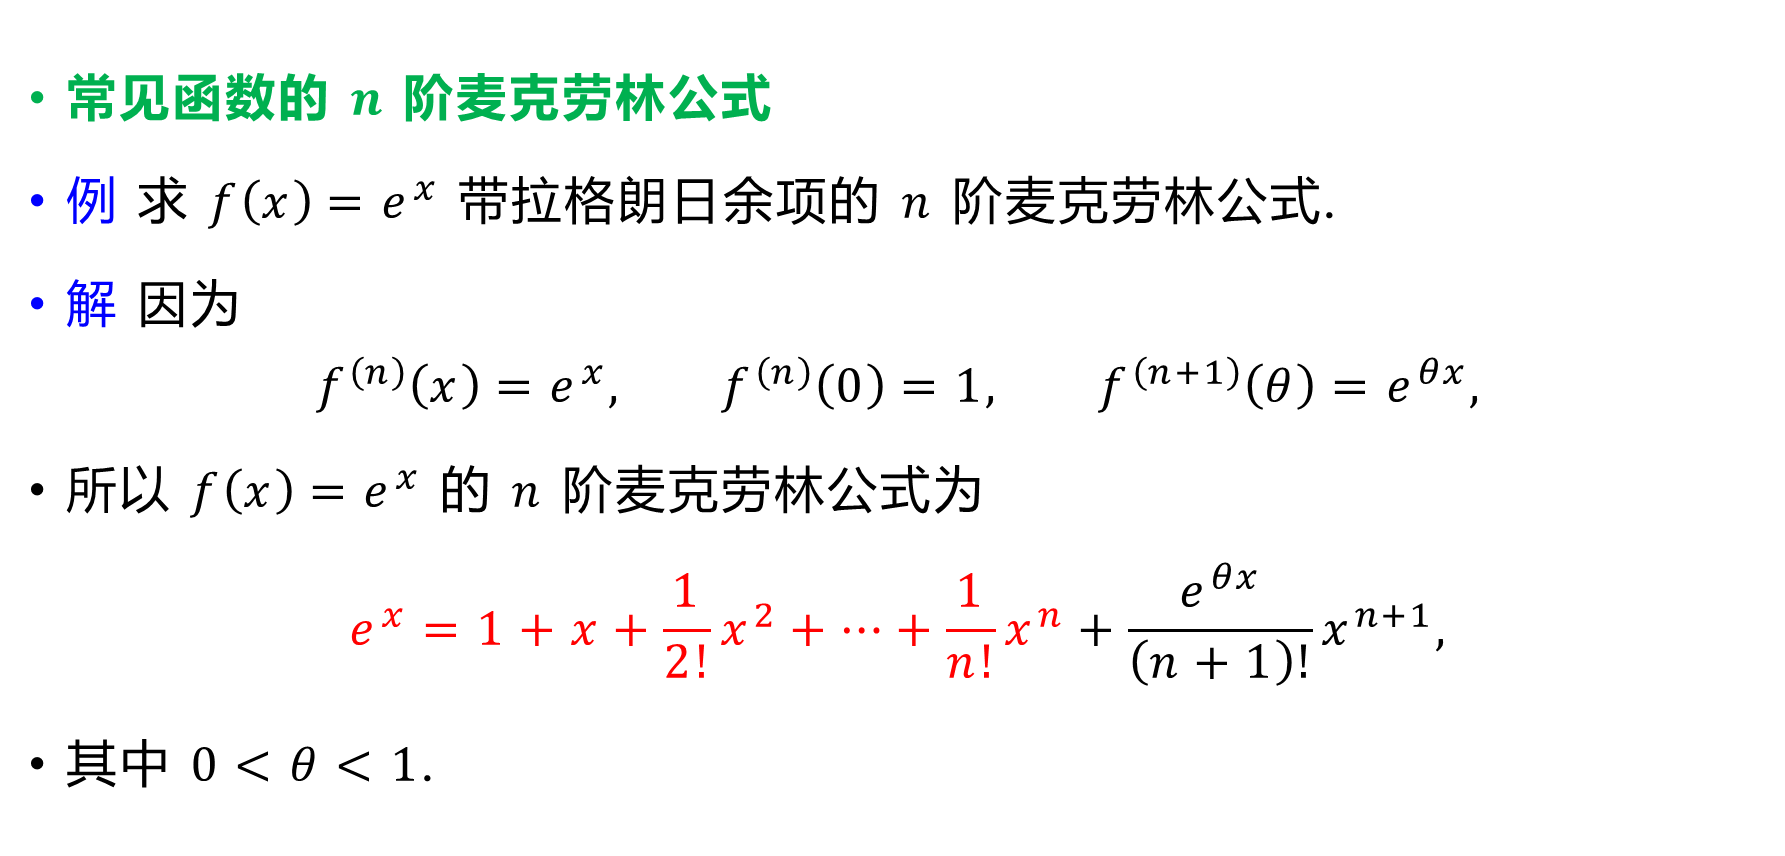 • 常见函数的 n 阶麦克劳林公式
• 例 求 f(x) = e^x 带拉格朗日余项的 n 阶麦克劳林公式.
• 解 因为
f^(n)(x) = e^x, f^(n)(0) = 1, f^(n+1)(θ) = e^{θx},
• 所以 f(x) = e^x 的 n 阶麦克劳林公式为
e^x = 1 + x + \frac{1}{2!}x^2 + ⋯ + \frac{1}{n!}x^n + \frac{e^{θx}}{(n + 1)!}x^{n+1},
• 其中 0 < θ < 1.